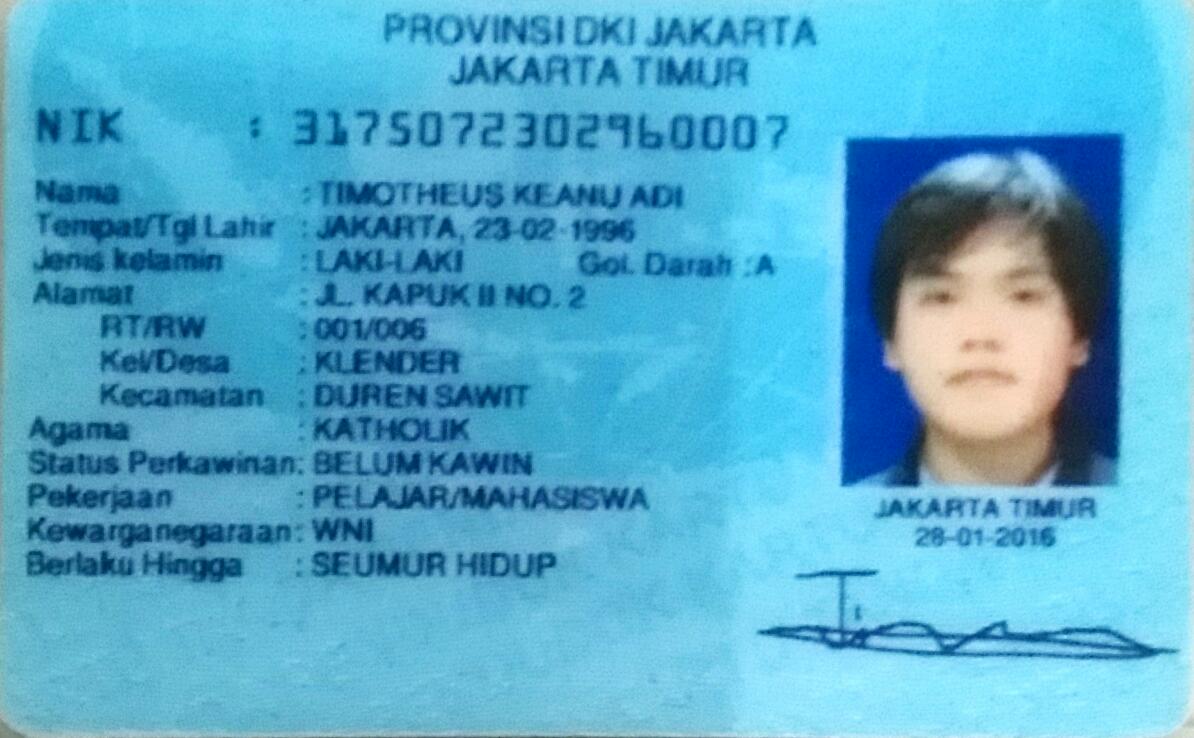 PROVINSI DKI JAKARTA
JAKARTA TIMUR
NIK : 3175072302960007
Nama : TIMOTHEUS KEANU ADI
Tempat/Tgl Lahir : JAKARTA, 23-02-1996
Jenis kelamin : LAKI-LAKI Gol. Darah : A
Alamat : JL. KAPUK II NO. 2
RT/RW : 001/006
Kel/Desa : KLENDER
Kecamatan : DUREN SAWIT
Agama : KATHOLIK
Status Perkawinan: BELUM KAWIN
Pekerjaan : PELAJAR/MAHASISWA
Kewarganegaraan: WNI
Berlaku Hingga : SEUMUR HIDUP
JAKARTA TIMUR
28-01-2016